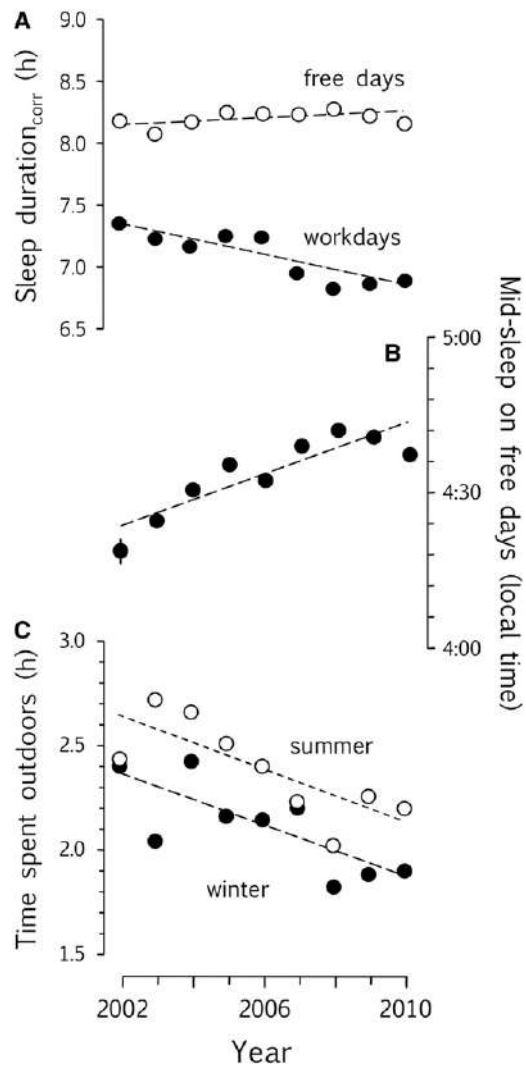 A
Sleep duration_corr (h)
9.0
8.5
8.0
7.5
7.0
6.5
free days
workdays
B
Mid-sleep on free days (local time)
5:00
4:30
4:00
C
Time spent outdoors (h)
3.0
2.5
2.0
1.5
summer
winter
2002
2006
2010
Year